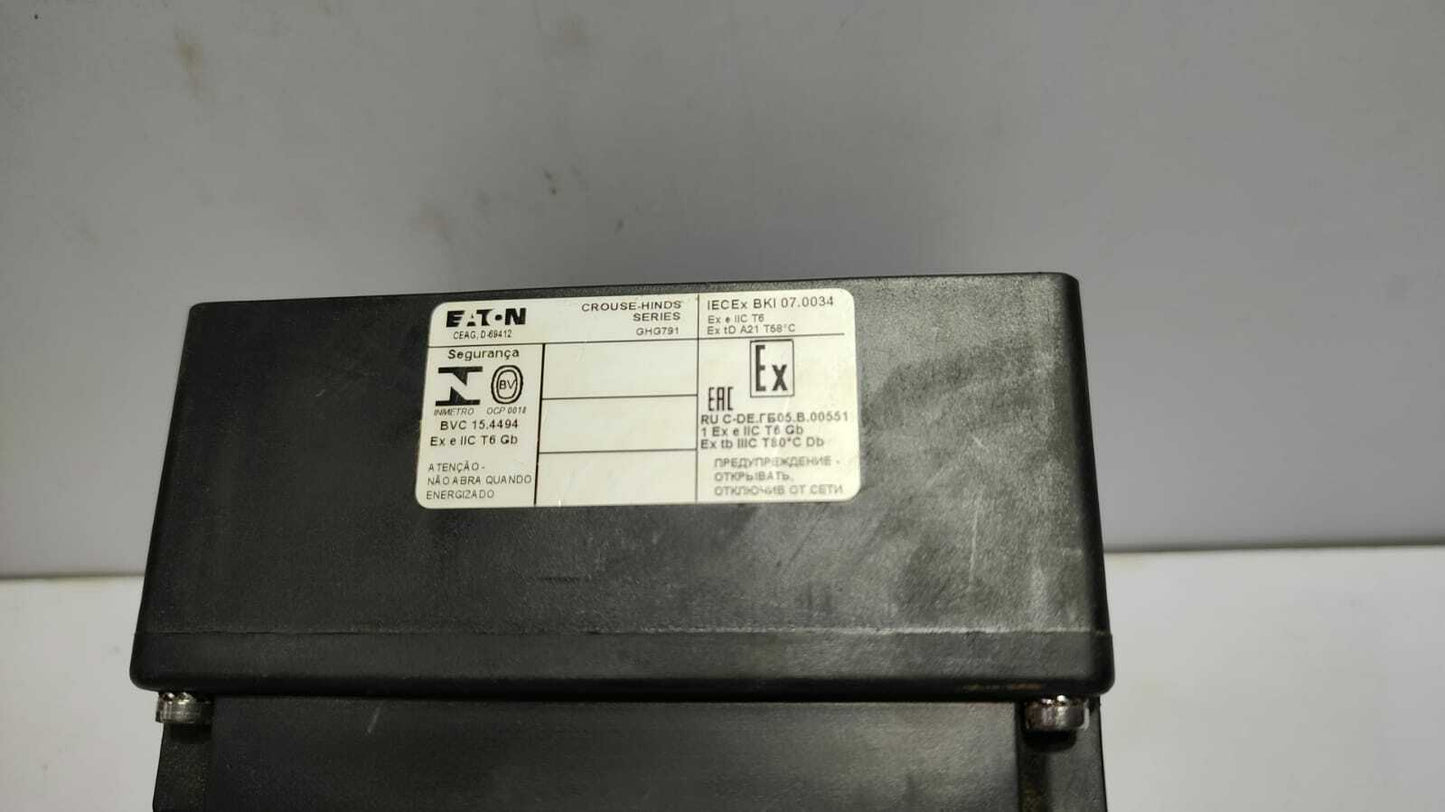 EATON
CEAG, D-69412
CROUSE-HINDS
SERIES
GHG791
IECEx BKI 07.0034
Ex e IIC T6
Ex tD A21 T58°C
Segurança
INMETRO
BV
OCP 0018
BVC 15.4494
Ex e IIC T6 Gb
ATENÇÃO -
NÃO ABRA QUANDO
ENERGIZADO
Ex
EAC
RU C-DE.ГБ05.B.00551
1 Ex e IIC T6 Gb
Ex tb IIIC T80°C Db
ПРЕДУПРЕЖДЕНИЕ -
ОТКРЫВАТЬ,
ОТКЛЮЧИВ ОТ СЕТИ